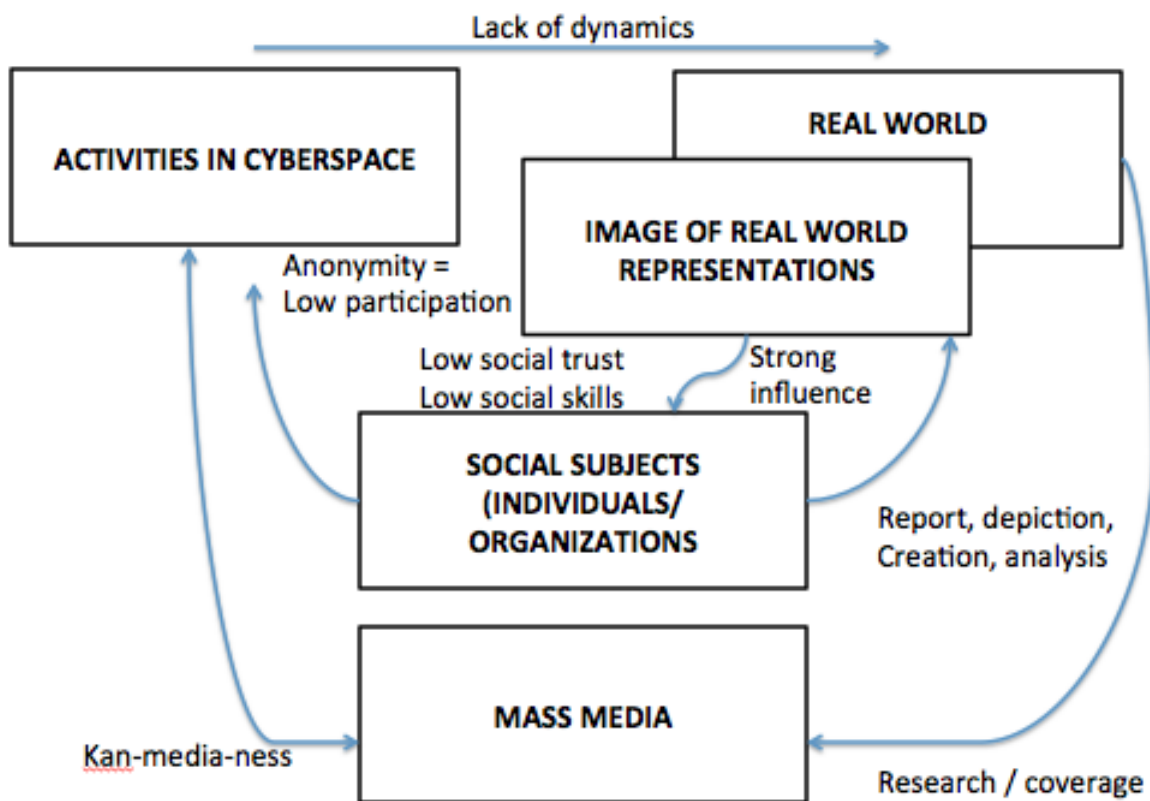 Lack of dynamics
ACTIVITIES IN CYBERSPACE
REAL WORLD
IMAGE OF REAL WORLD
REPRESENTATIONS
Anonymity =
Low participation
Low social trust
Low social skills
Strong
influence
SOCIAL SUBJECTS
(INDIVIDUALS/
ORGANIZATIONS
Report, depiction,
Creation, analysis
MASS MEDIA
Kan-media-ness
Research / coverage